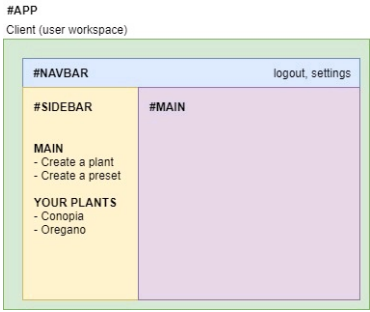 #APP
Client (user workspace)
#NAVBAR
logout, settings
#SIDEBAR
MAIN
- Create a plant
- Create a preset
YOUR PLANTS
- Conopia
- Oregano
#MAIN